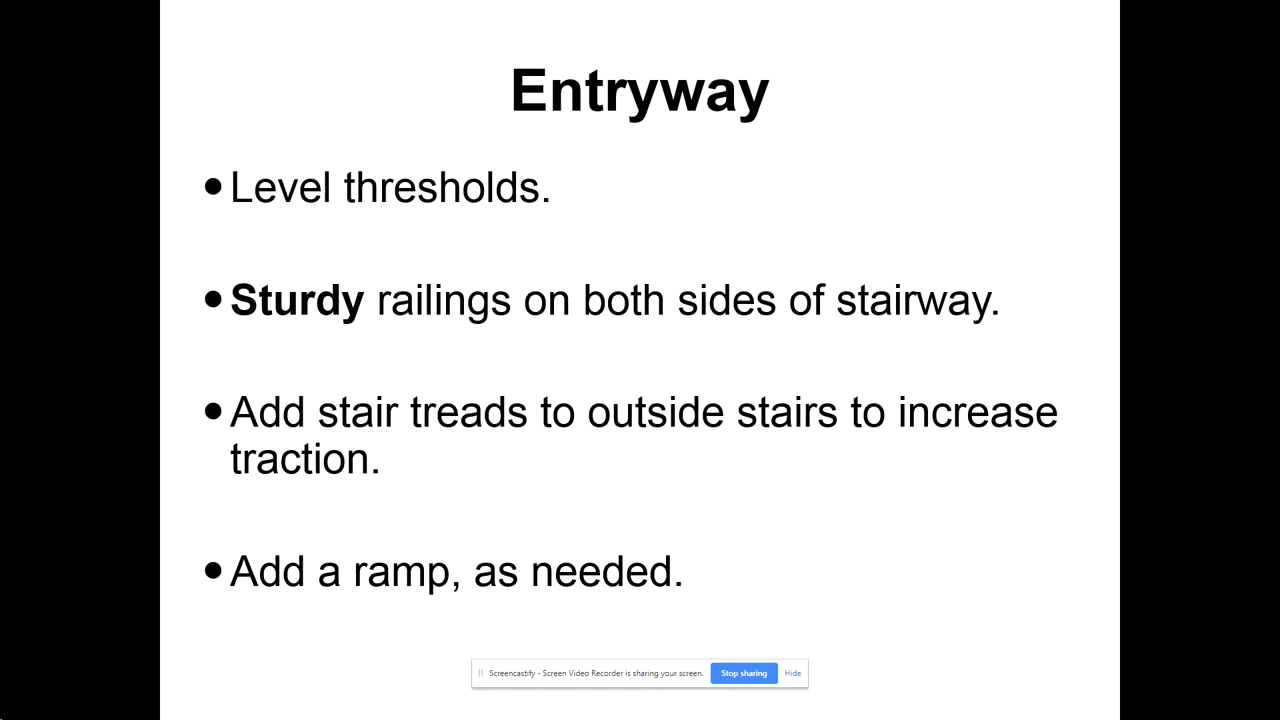 Entryway
•Level thresholds.
•Sturdy railings on both sides of stairway.
•Add stair treads to outside stairs to increase
traction.
•Add a ramp, as needed.
Screencastify - Screen Video Recorder is sharing your screen. Stop sharing Hide